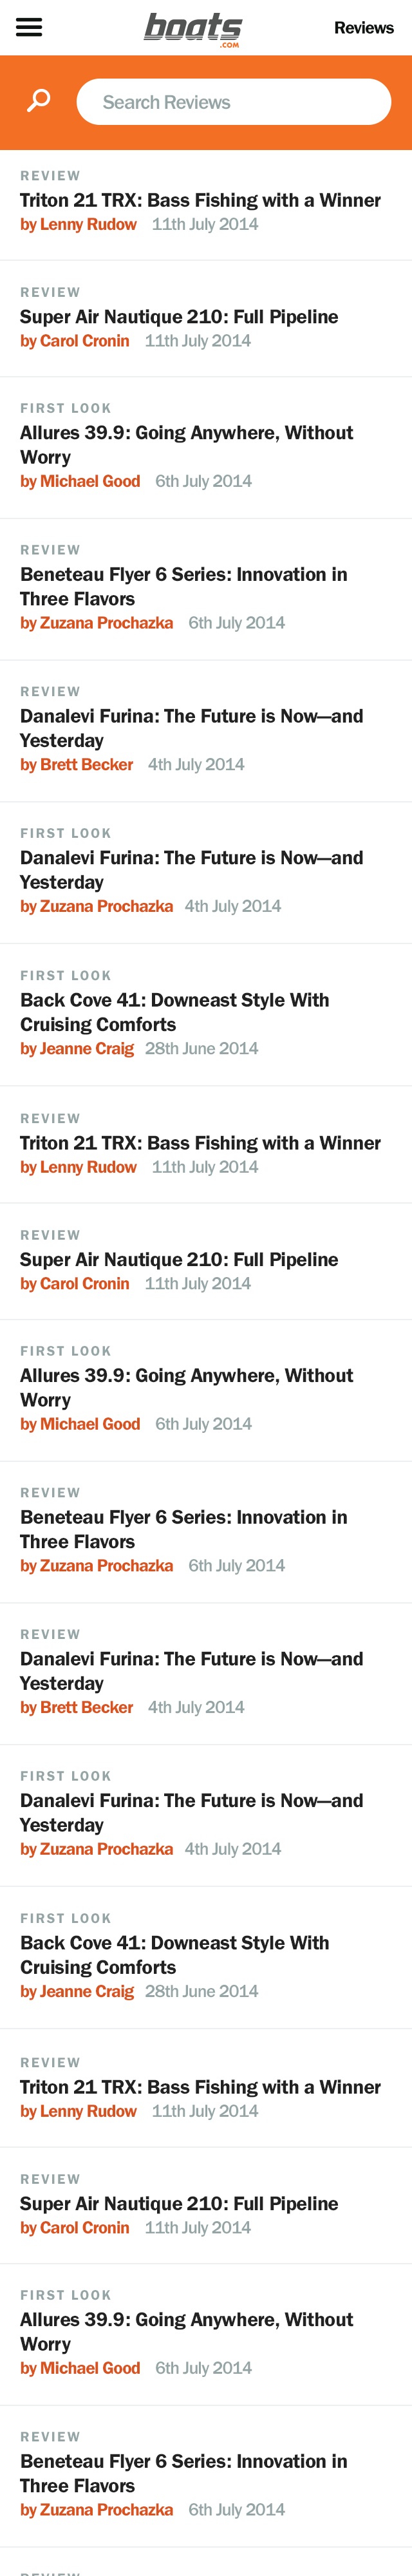 boats
.COM
Reviews
Search Reviews
REVIEW
Triton 21 TRX: Bass Fishing with a Winner
by Lenny Rudow 11th July 2014
REVIEW
Super Air Nautique 210: Full Pipeline
by Carol Cronin 11th July 2014
FIRST LOOK
Allures 39.9: Going Anywhere, Without
Worry
by Michael Good 6th July 2014
REVIEW
Beneteau Flyer 6 Series: Innovation in
Three Flavors
by Zuzana Prochazka 6th July 2014
REVIEW
Danalevi Furina: The Future is Now—and
Yesterday
by Brett Becker 4th July 2014
FIRST LOOK
Danalevi Furina: The Future is Now—and
Yesterday
by Zuzana Prochazka 4th July 2014
FIRST LOOK
Back Cove 41: Downeast Style With
Cruising Comforts
by Jeanne Craig 28th June 2014
REVIEW
Triton 21 TRX: Bass Fishing with a Winner
by Lenny Rudow 11th July 2014
REVIEW
Super Air Nautique 210: Full Pipeline
by Carol Cronin 11th July 2014
FIRST LOOK
Allures 39.9: Going Anywhere, Without
Worry
by Michael Good 6th July 2014
REVIEW
Beneteau Flyer 6 Series: Innovation in
Three Flavors
by Zuzana Prochazka 6th July 2014
REVIEW
Danalevi Furina: The Future is Now—and
Yesterday
by Brett Becker 4th July 2014
FIRST LOOK
Danalevi Furina: The Future is Now—and
Yesterday
by Zuzana Prochazka 4th July 2014
FIRST LOOK
Back Cove 41: Downeast Style With
Cruising Comforts
by Jeanne Craig 28th June 2014
REVIEW
Triton 21 TRX: Bass Fishing with a Winner
by Lenny Rudow 11th July 2014
REVIEW
Super Air Nautique 210: Full Pipeline
by Carol Cronin 11th July 2014
FIRST LOOK
Allures 39.9: Going Anywhere, Without
Worry
by Michael Good 6th July 2014
REVIEW
Beneteau Flyer 6 Series: Innovation in
Three Flavors
by Zuzana Prochazka 6th July 2014